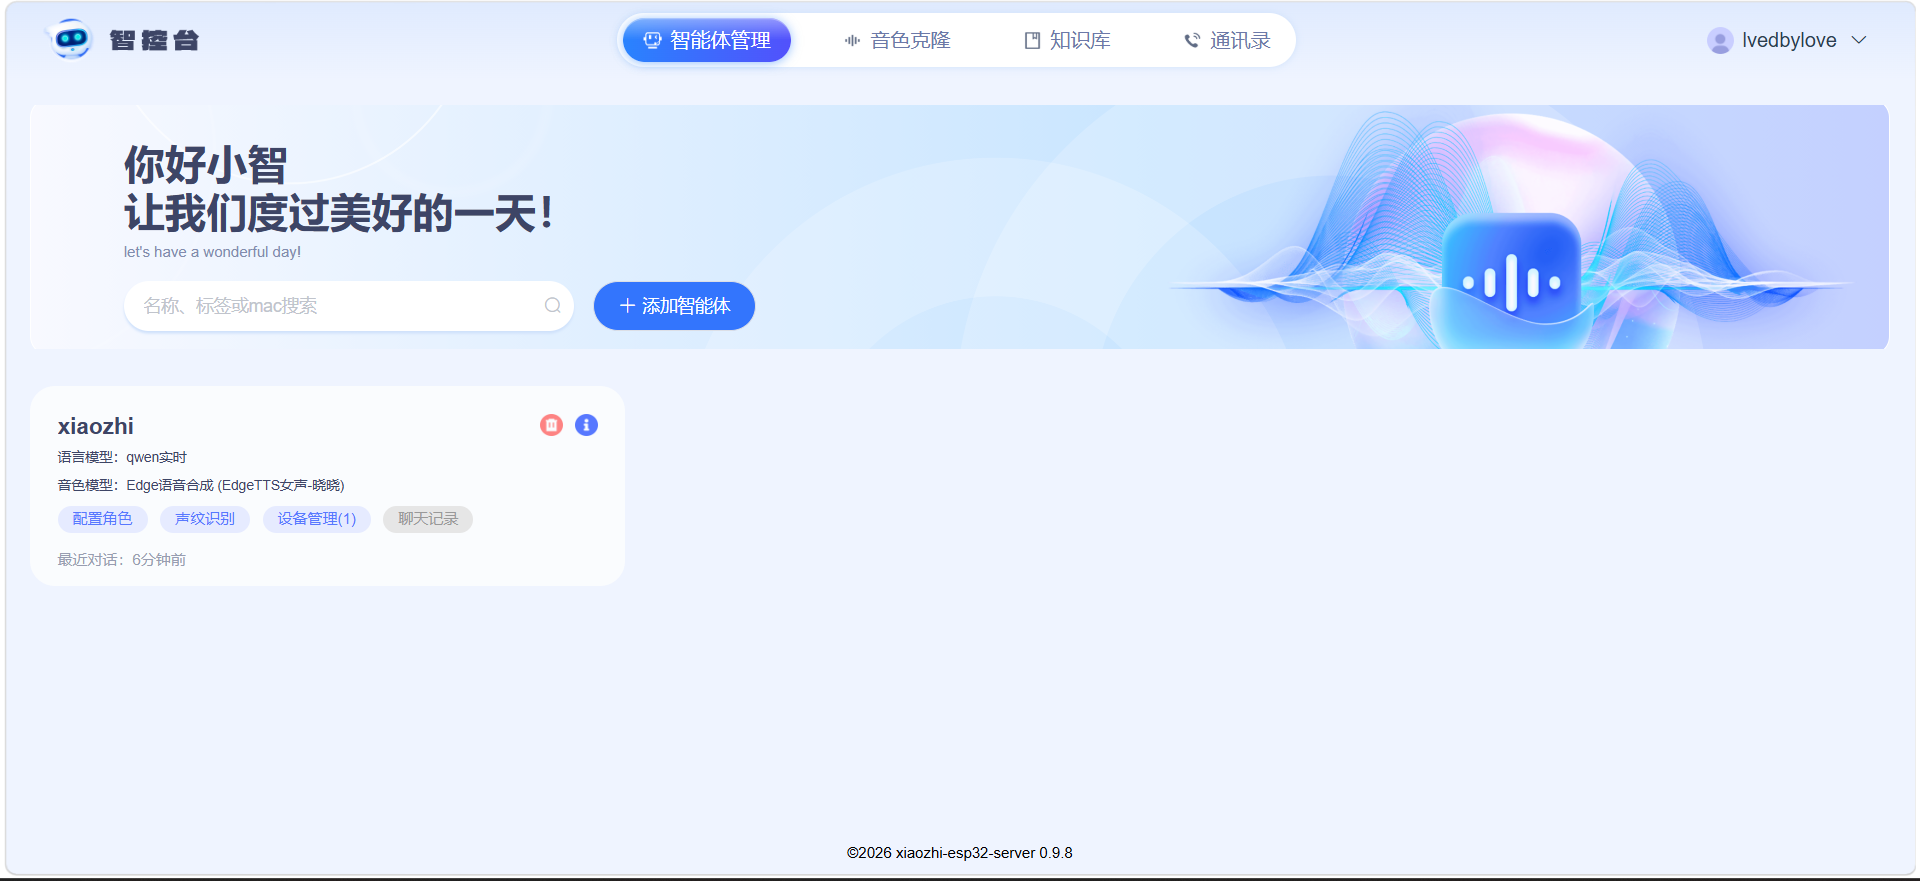 智控台
智能体管理
音色克隆
知识库
通讯录
lvedbylove
你好小智
让我们度过美好的一天！
let's have a wonderful day!
名称、标签或mac搜索
添加智能体
xiaozhi
语言模型：qwen实时
音色模型：Edge语音合成 (EdgeTTS女声-晓晓)
配置角色
声纹识别
设备管理(1)
聊天记录
最近对话：6分钟前
©2026 xiaozhi-esp32-server 0.9.8